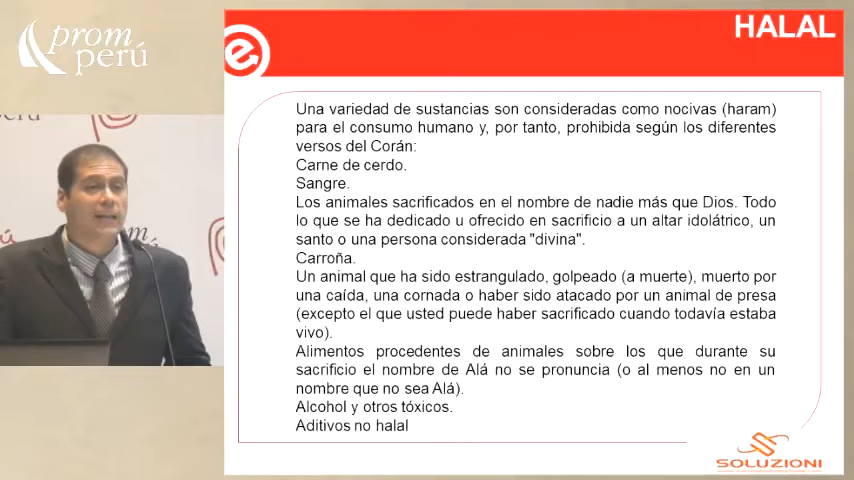 prom
perú
HALAL
Una variedad de sustancias son consideradas como nocivas (haram)
para el consumo humano y, por tanto, prohibida según los diferentes
versos del Corán:
Carne de cerdo.
Sangre.
Los animales sacrificados en el nombre de nadie más que Dios. Todo
lo que se ha dedicado u ofrecido en sacrificio a un altar idolátrico, un
santo o una persona considerada "divina".
Carroña.
Un animal que ha sido estrangulado, golpeado (a muerte), muerto por
una caída, una cornada o haber sido atacado por un animal de presa
(excepto el que usted puede haber sacrificado cuando todavía estaba
vivo).
Alimentos procedentes de animales sobre los que durante su
sacrificio el nombre de Alá no se pronuncia (o al menos no en un
nombre que no sea Alá).
Alcohol y otros tóxicos.
Aditivos no halal
SOLUZIONI